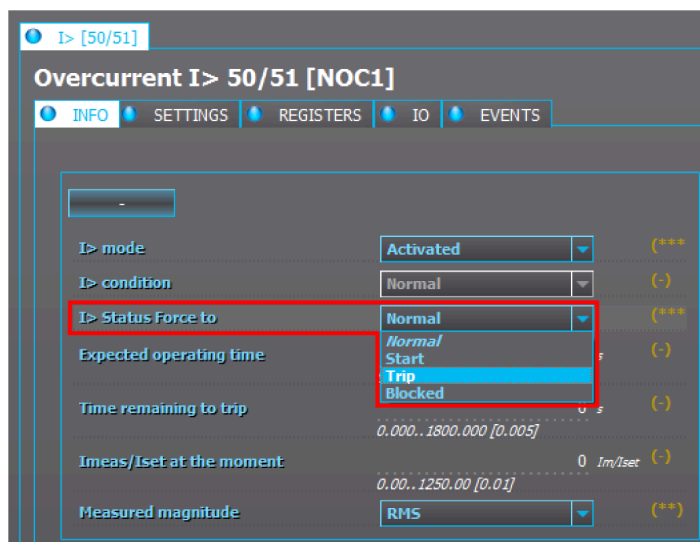 I> [50/51]
Overcurrent I> 50/51 [NOC1]
INFO SETTINGS REGISTERS IO EVENTS
-
I> mode Activated (***
I> condition Normal (-)
I> Status Force to Normal (***
Normal
Start
Expected operating time s (-)
Trip
Blocked
Time remaining to trip 0 s (-)
0.000..1800.000 [0.005]
Imeas/Iset at the moment 0 Im/Iset (-)
0.00..1250.00 [0.01]
Measured magnitude RMS (**)